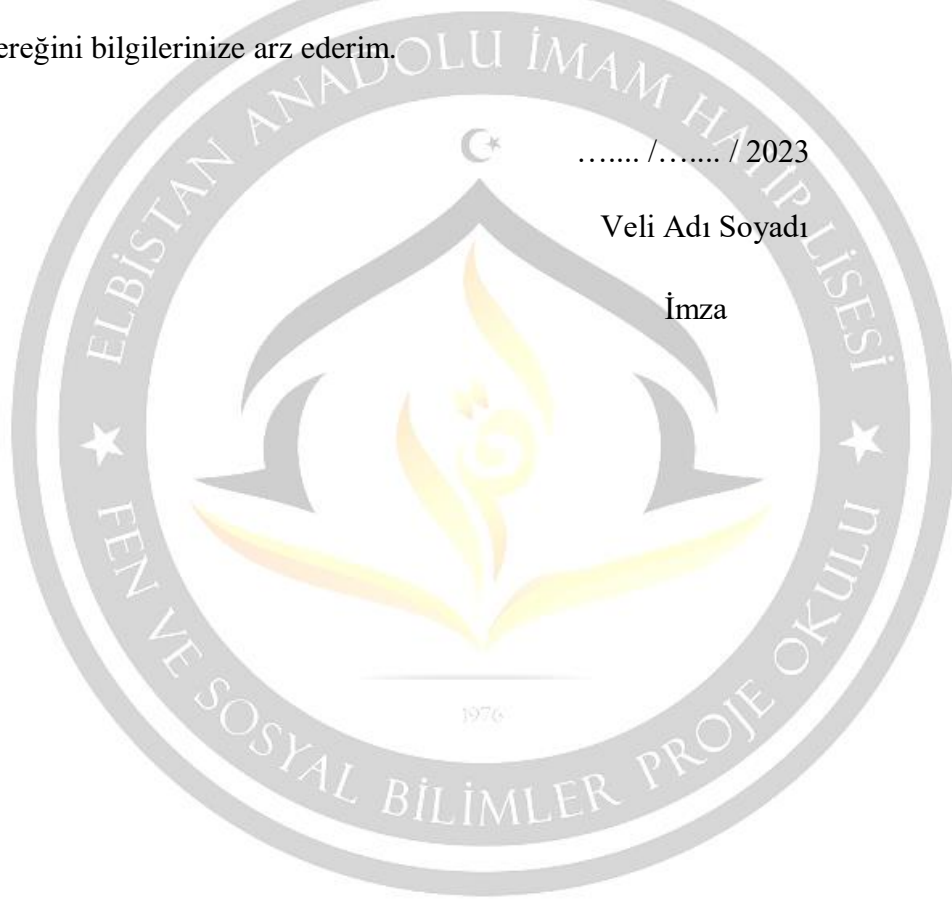 ereğini bilgilerinize arz ederim.
…..... /…..... / 2023
Veli Adı Soyadı
İmza
ELBİSTAN ANADOLU İMAM HATİP LİSESİ
1976
★ FEN VE SOSYAL BİLİMLER PROJE OKULU ★